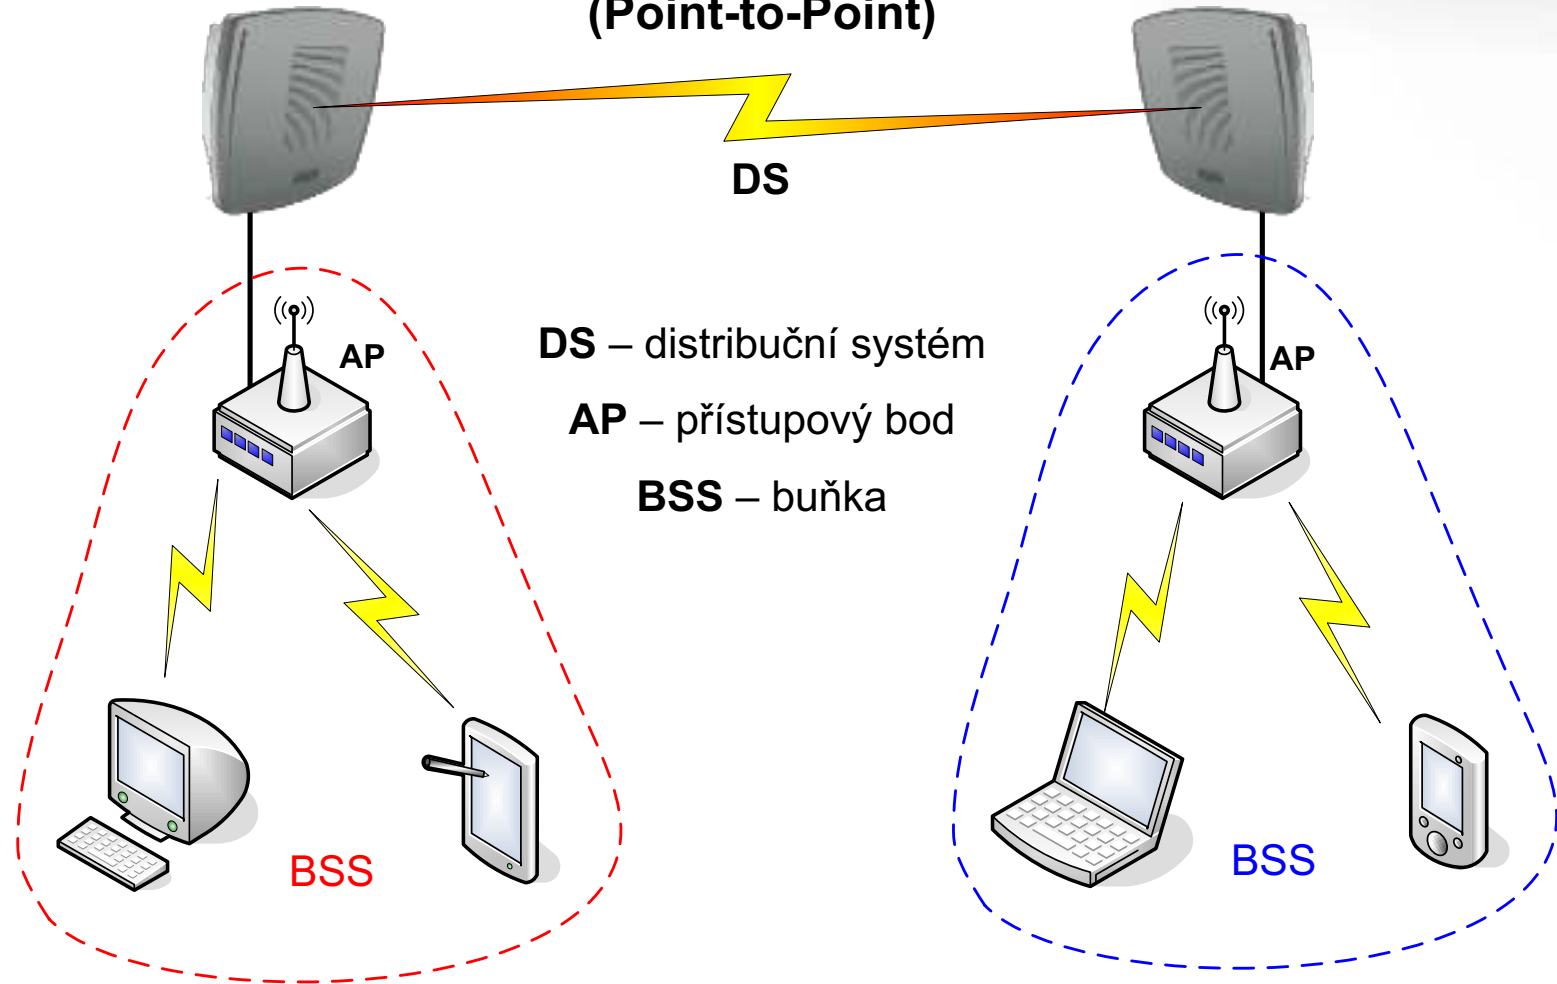 (Point-to-Point)
DS
AP
DS – distribuční systém
AP
AP – přístupový bod
BSS – buňka
BSS
BSS